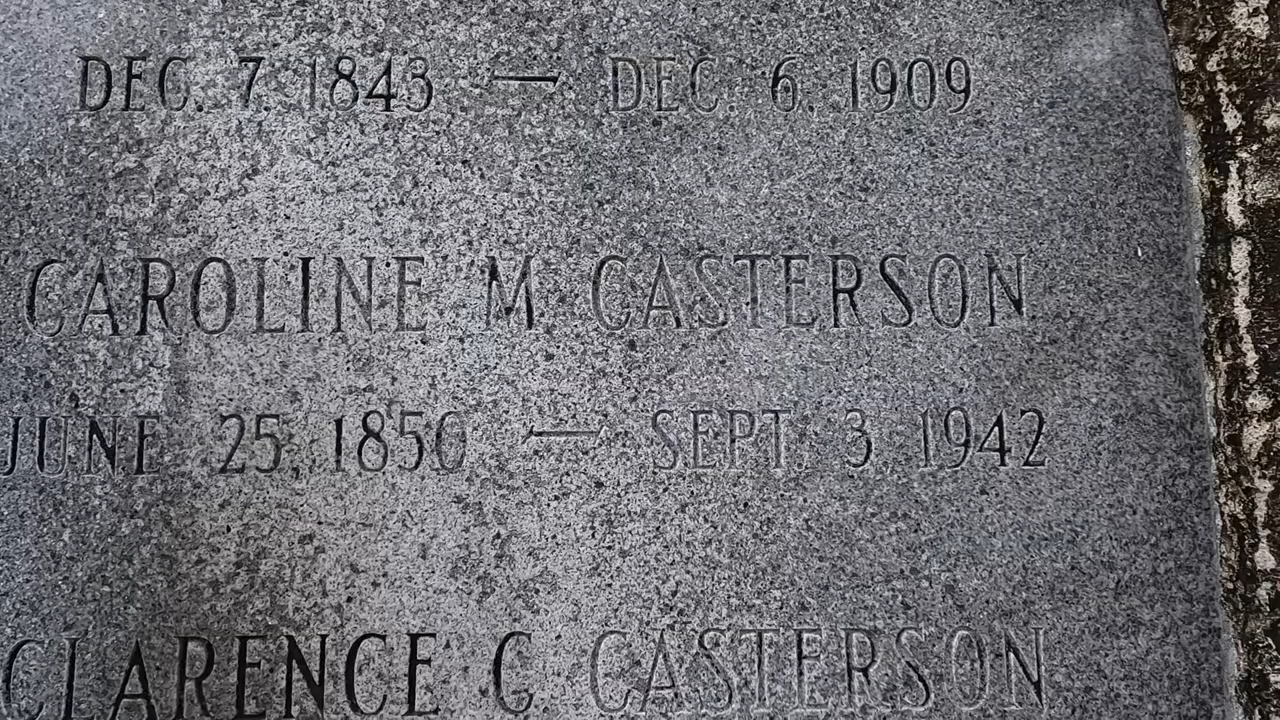 DEC. 7, 1843 — DEC. 6, 1909
CAROLINE M CASTERSON
JUNE 25, 1850 — SEPT. 3, 1942
CLARENCE C CASTERSON